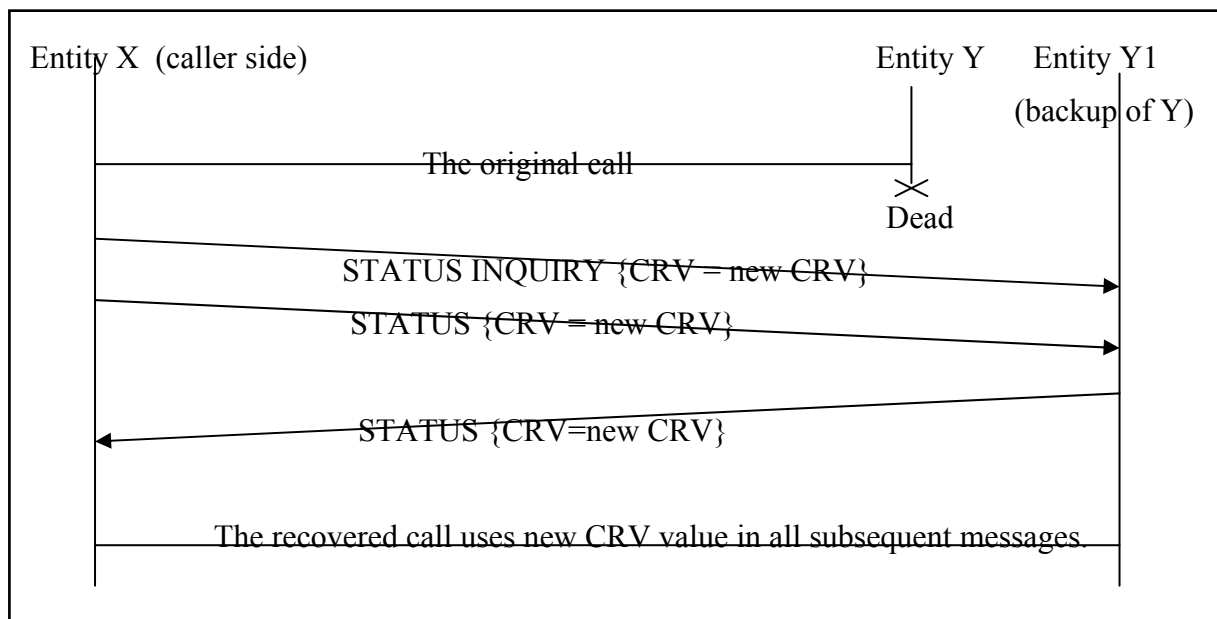 Entity X (caller side)
Entity Y
Entity Y1
(backup of Y)
The original call
Dead
STATUS INQUIRY {CRV = new CRV}
STATUS {CRV = new CRV}
STATUS {CRV=new CRV}
The recovered call uses new CRV value in all subsequent messages.